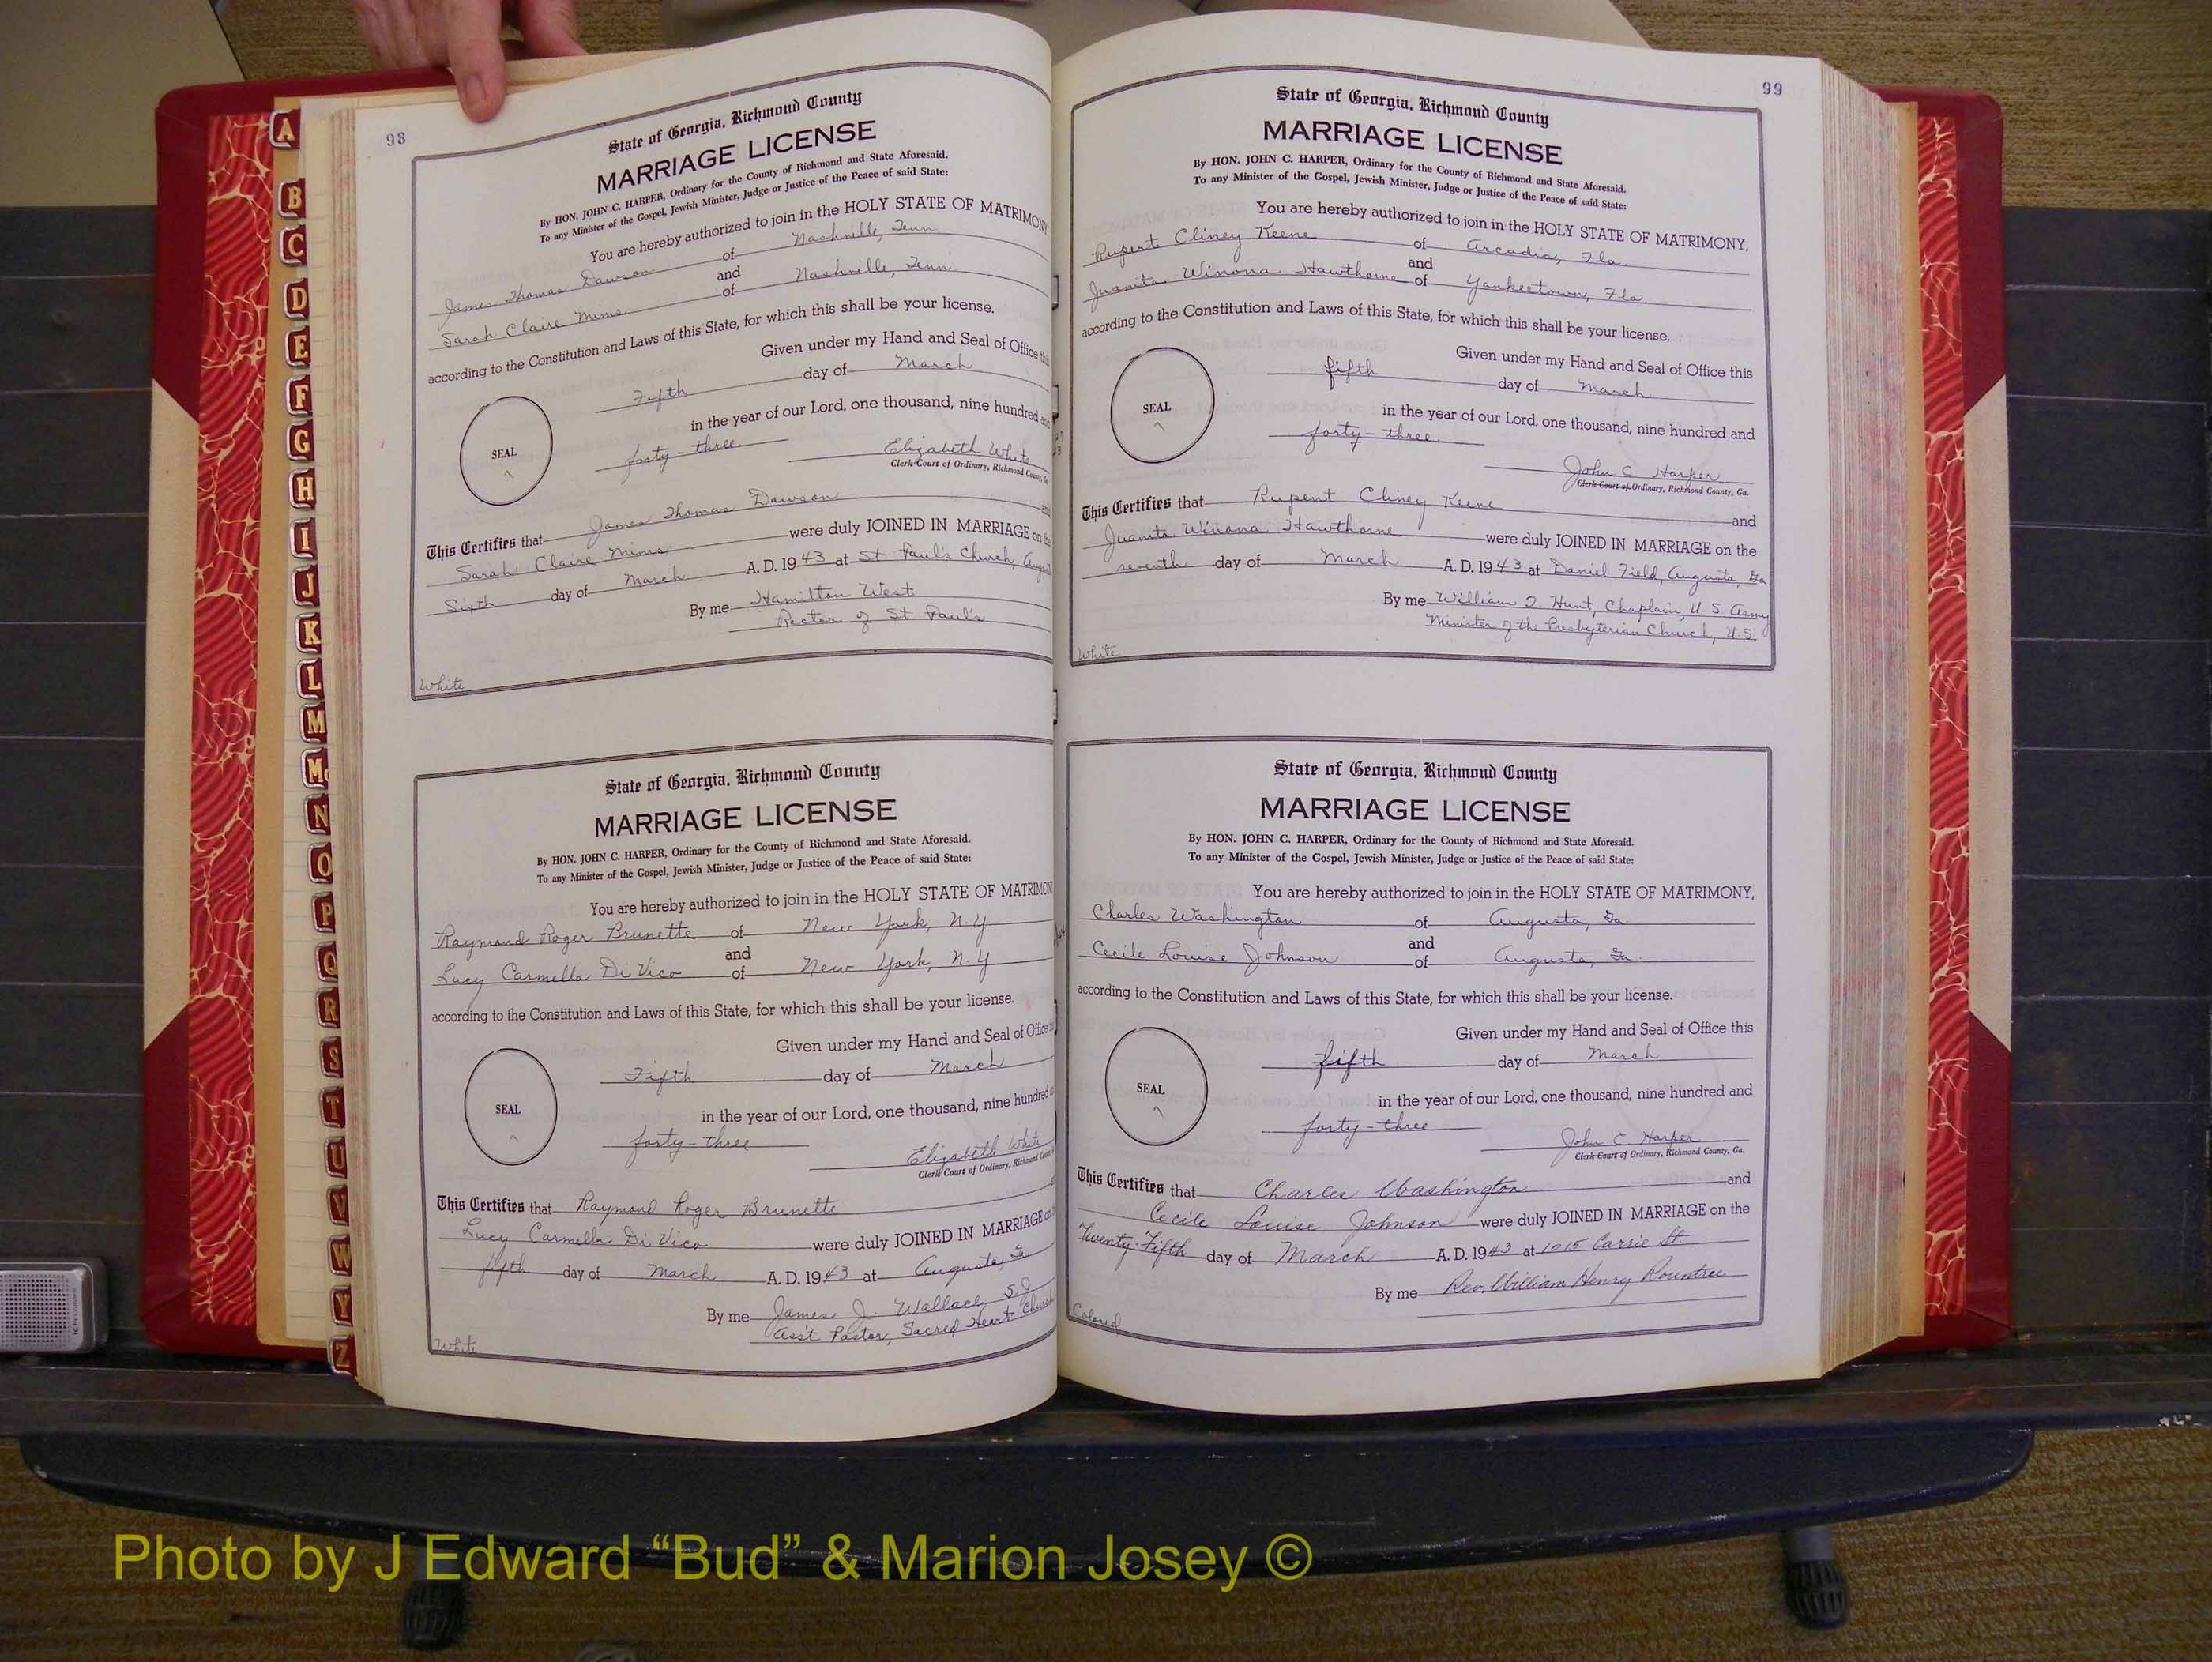 98
State of Georgia, Richmond County
MARRIAGE LICENSE
By HON. JOHN C. HARPER, Ordinary for the County of Richmond and State Aforesaid.
To any Minister of the Gospel, Jewish Minister, Judge or Justice of the Peace of said State:
You are hereby authorized to join in the HOLY STATE OF MATRIMONY,
James Thomas Dawson of Nashville, Tenn
and
Sarah Claire Mims of Nashville, Tenn.
according to the Constitution and Laws of this State, for which this shall be your license.
Given under my Hand and Seal of Office this
Fifth day of March
in the year of our Lord, one thousand, nine hundred and
forty-three
SEAL
Elizabeth White
Clerk Court of Ordinary, Richmond County, Ga
This Certifies that James Thomas Dawson and
Sarah Claire Mims were duly JOINED IN MARRIAGE on the
Sixth day of March A. D. 1943 at St Paul's Church,
By me Hamilton West
Rector of St Paul's
White
State of Georgia, Richmond County
MARRIAGE LICENSE
By HON. JOHN C. HARPER, Ordinary for the County of Richmond and State Aforesaid.
To any Minister of the Gospel, Jewish Minister, Judge or Justice of the Peace of said State:
You are hereby authorized to join in the HOLY STATE OF MATRIMON
Raymond Roger Brunette of New York, N.Y
and
Lucy Carmella Di Vico of New York, N.Y
according to the Constitution and Laws of this State, for which this shall be your license.
Given under my Hand and Seal of Office
Fifth day of March
in the year of our Lord, one thousand, nine hundred
forty-three
SEAL
Elizabeth White
Clerk Court of Ordinary, Richmond
This Certifies that Raymond Roger Brunette
Lucy Carmella Di Vico were duly JOINED IN MARRIAGE on
fifth day of March A. D. 1943 at Augusta, Ga
By me James J. Wallace, S.J
Ass't Pastor, Sacred Heart Church
White
99
State of Georgia, Richmond County
MARRIAGE LICENSE
By HON. JOHN C. HARPER, Ordinary for the County of Richmond and State Aforesaid.
To any Minister of the Gospel, Jewish Minister, Judge or Justice of the Peace of said State:
You are hereby authorized to join in the HOLY STATE OF MATRIMONY,
Rupert Cliney Keene of Arcadia, Fla.
and
Juanita Winona Hawthorne of Yankeetown, Fla
according to the Constitution and Laws of this State, for which this shall be your license.
Given under my Hand and Seal of Office this
fifth day of March
in the year of our Lord, one thousand, nine hundred and
forty-three
SEAL
John C. Harper
Clerk Court of Ordinary, Richmond County, Ga.
This Certifies that Rupert Cliney Keene and
Juanita Winona Hawthorne were duly JOINED IN MARRIAGE on the
seventh day of March A. D. 1943 at Daniel Field, Augusta, Ga
By me William J Hunt, Chaplain, U.S. Army
Minister of the Presbyterian Church, U.S.
White
State of Georgia, Richmond County
MARRIAGE LICENSE
By HON. JOHN C. HARPER, Ordinary for the County of Richmond and State Aforesaid.
To any Minister of the Gospel, Jewish Minister, Judge or Justice of the Peace of said State:
You are hereby authorized to join in the HOLY STATE OF MATRIMONY,
Charles Washington of Augusta, Ga
and
Cecile Louise Johnson of Augusta, Ga.
according to the Constitution and Laws of this State, for which this shall be your license.
Given under my Hand and Seal of Office this
fifth day of March
in the year of our Lord, one thousand, nine hundred and
forty-three
SEAL
John C. Harper
Clerk Court of Ordinary, Richmond County, Ga.
This Certifies that Charles Washington and
Cecile Louise Johnson were duly JOINED IN MARRIAGE on the
Twenty-Fifth day of March A. D. 1943 at 1015 Carrie St.
By me Rev. William Henry Rountree
Colored
A
B
C
D
E
F
G
H
I
J
K
L
M
Mc
N
O
P
Q
R
S
T
U
V
W
Y
Z
Photo by J Edward “Bud” & Marion Josey ©